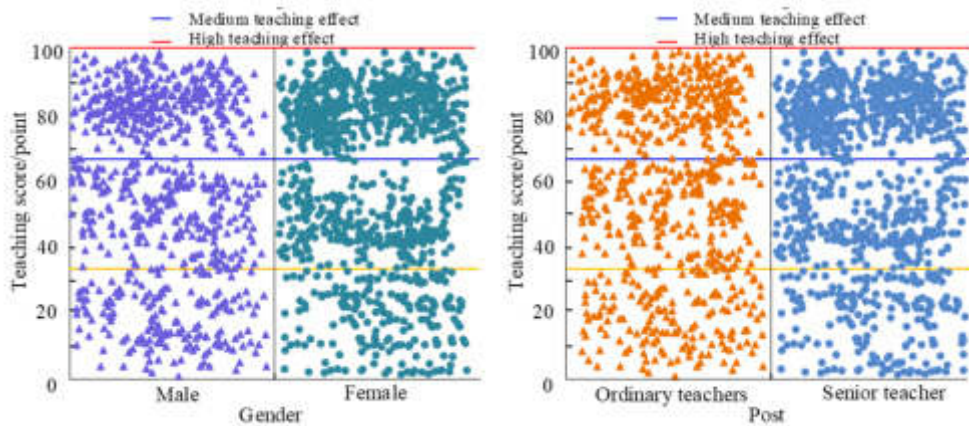 Medium teaching effect
High teaching effect
100
80
60
40
20
0
Teaching score/point
Male
Female
Gender
Medium teaching effect
High teaching effect
100
80
60
40
20
0
Teaching score/point
Ordinary teachers
Senior teacher
Post